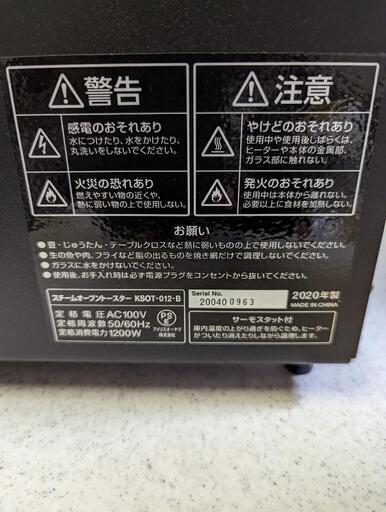 警告
感電のおそれあり
水につけたり、水をかけたり、
丸洗いをしないでください。
火災の恐れあり
燃えやすい物の近くや、
熱に弱い物の上で使用しない。
注意
やけどのおそれあり
使用中や使用後しばらくは、
ヒーターや本体の金属部、
ガラス部に触れない。
発火のおそれあり
使用中は本体から離れない。
必要以上に食材を加熱しない。
お願い
●畳・じゅうたん・テーブルクロスなど熱に弱いものの上で使用しないでください。
●生の魚や肉、フライなど脂の出るものを焼き網だけで調理しないでください。
●ガラスに水をかけないでください。
●使用後、お手入れ時は必ず電源プラグをコンセントから抜いてください。
スチームオーブントースター KSOT-012-B
定格電圧 AC100V
定格周波数 50/60Hz
定格消費電力 1200W
PS
E
アイリスオーヤマ
株式会社
Serial No.
200400963
2020年製
MADE IN CHINA
サーモスタット付
庫内温度の上がり過ぎを防ぐため、ヒーター
がついたり消えたりしながら調理します。